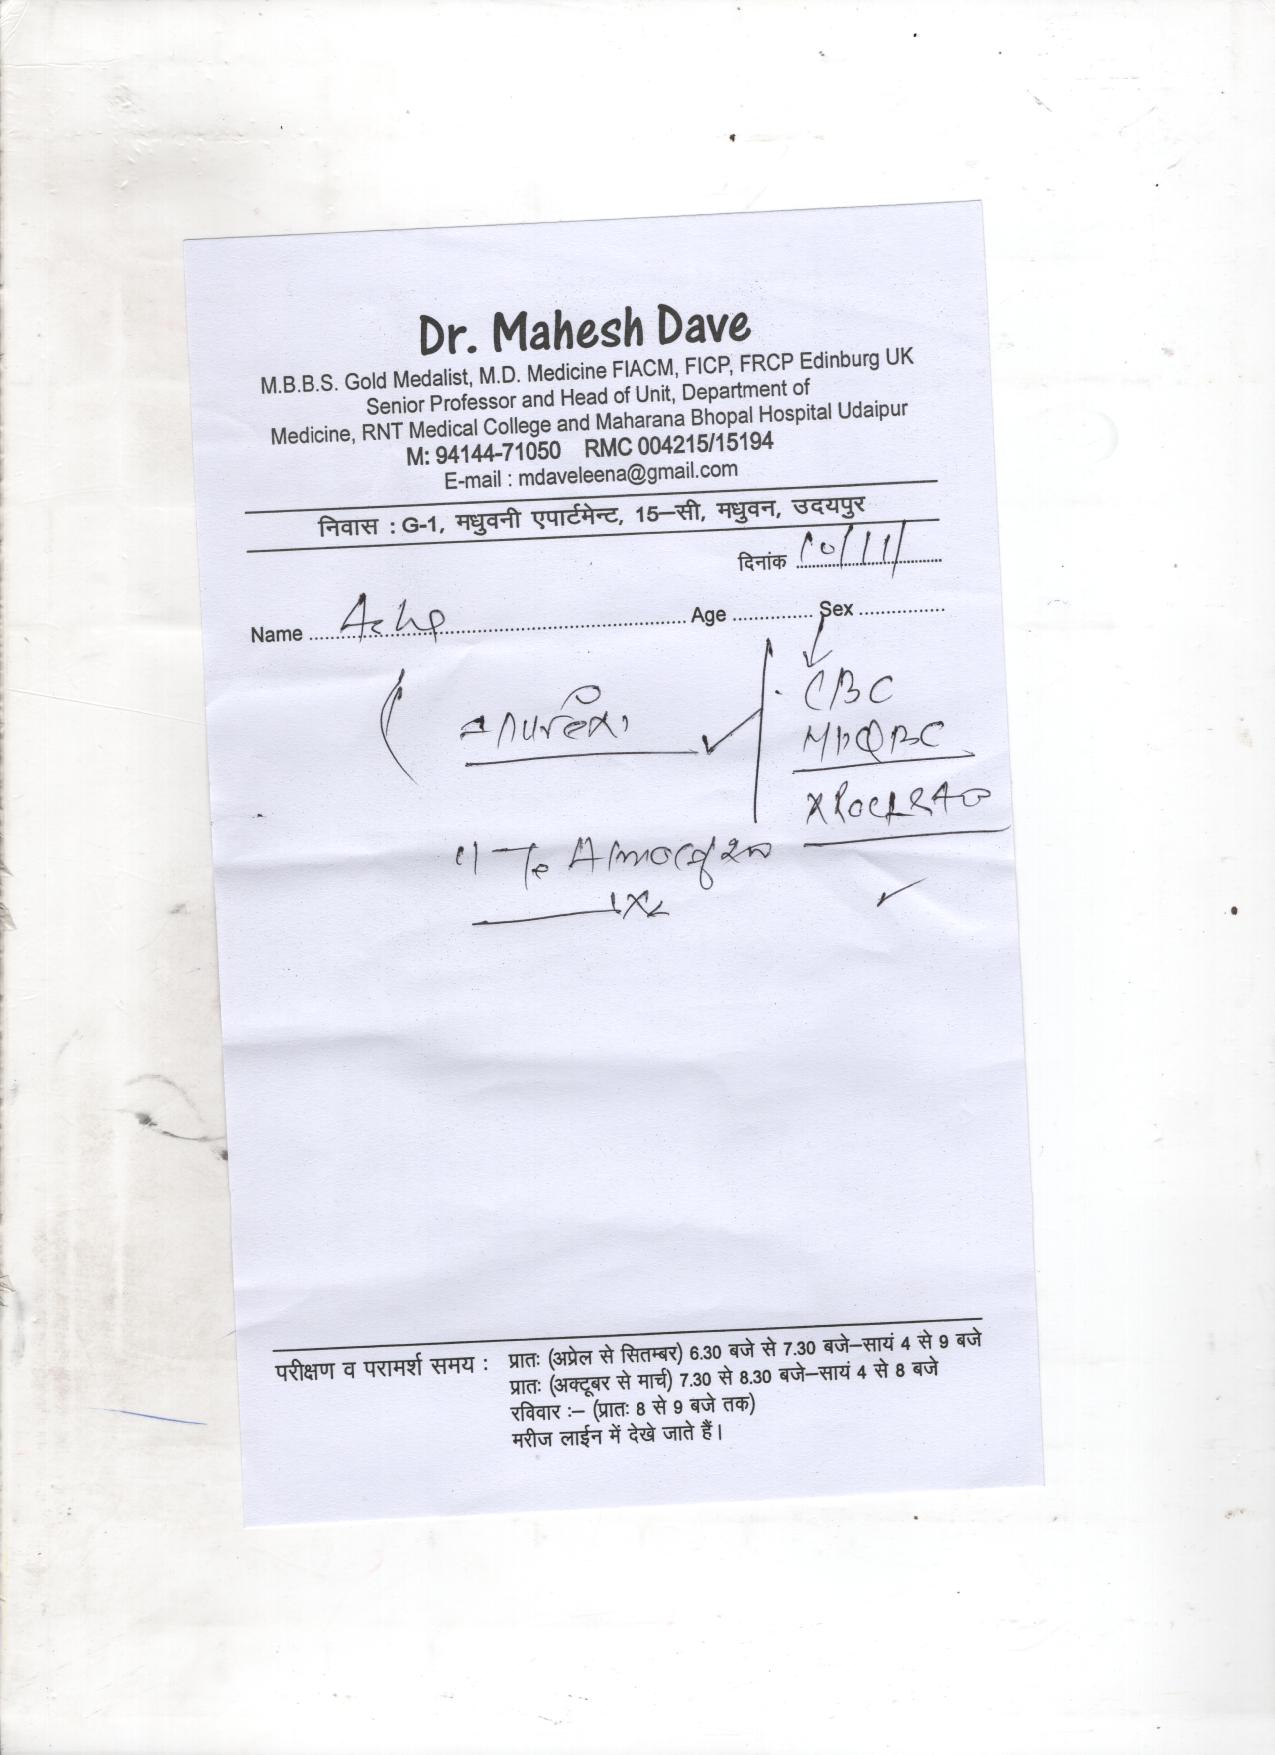 Dr. Mahesh Dave
M.B.B.S. Gold Medalist, M.D. Medicine FIACM, FICP, FRCP Edinburg UK
Senior Professor and Head of Unit, Department of
Medicine, RNT Medical College and Maharana Bhopal Hospital Udaipur
M: 94144-71050 RMC 004215/15194
E-mail : mdaveleena@gmail.com
निवास : G-1, मधुवनी एपार्टमेन्ट, 15–सी, मधुवन, उदयपुर
दिनांक 10/11/
Name Age Sex
CBC
परीक्षण व परामर्श समय : प्रातः (अप्रेल से सितम्बर) 6.30 बजे से 7.30 बजे–सायं 4 से 9 बजे
प्रातः (अक्टूबर से मार्च) 7.30 से 8.30 बजे–सायं 4 से 8 बजे
रविवार :– (प्रातः 8 से 9 बजे तक)
मरीज लाईन में देखे जाते हैं।